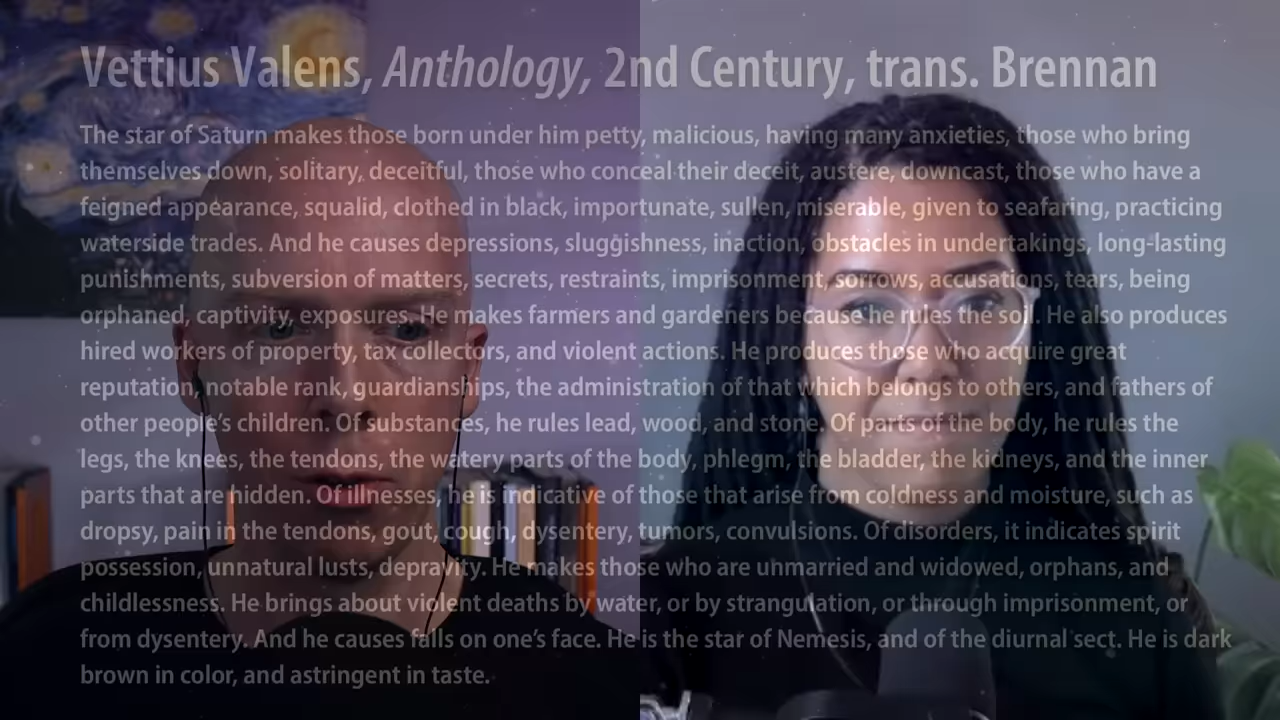 Vettius Valens, Anthology, 2nd Century, trans. Brennan
The star of Saturn makes those born under him petty, malicious, having many anxieties, those who bring
themselves down, solitary, deceitful, those who conceal their deceit, austere, downcast, those who have a
feigned appearance, squalid, clothed in black, importunate, sullen, miserable, given to seafaring, practicing
waterside trades. And he causes depressions, sluggishness, inaction, obstacles in undertakings, long-lasting
punishments, subversion of matters, secrets, restraints, imprisonment, sorrows, accusations, tears, being
orphaned, captivity, exposures. He makes farmers and gardeners because he rules the soil. He also produces
hired workers of property, tax collectors, and violent actions. He produces those who acquire great
reputation, notable rank, guardianships, the administration of that which belongs to others, and fathers of
other people's children. Of substances, he rules lead, wood, and stone. Of parts of the body, he rules the
legs, the knees, the tendons, the watery parts of the body, phlegm, the bladder, the kidneys, and the inner
parts that are hidden. Of illnesses, he is indicative of those that arise from coldness and moisture, such as
dropsy, pain in the tendons, gout, cough, dysentery, tumors, convulsions. Of disorders, it indicates spirit
possession, unnatural lusts, depravity. He makes those who are unmarried and widowed, orphans, and
childlessness. He brings about violent deaths by water, or by strangulation, or through imprisonment, or
from dysentery. And he causes falls on one's face. He is the star of Nemesis, and of the diurnal sect. He is dark
brown in color, and astringent in taste.